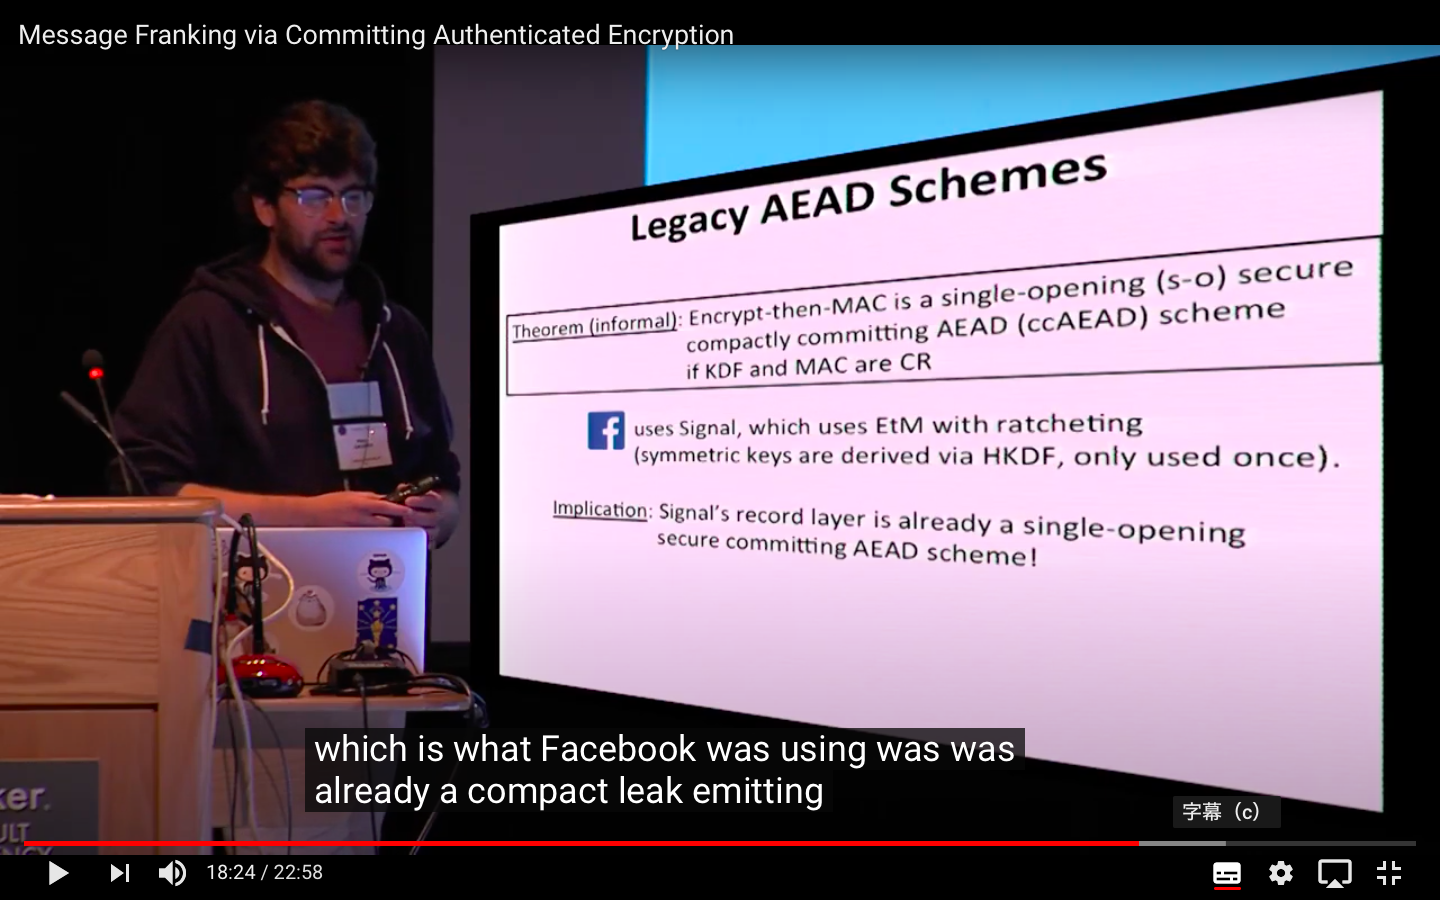 Message Franking via Committing Authenticated Encryption
Legacy AEAD Schemes
Theorem (informal): Encrypt-then-MAC is a single-opening (s-o) secure
compactly committing AEAD (ccAEAD) scheme
if KDF and MAC are CR
f uses Signal, which uses EtM with ratcheting
(symmetric keys are derived via HKDF, only used once).
Implication: Signal's record layer is already a single-opening
secure committing AEAD scheme!
which is what Facebook was using was was
already a compact leak emitting
ker.
ULT
字幕（c）
18:24 / 22:58